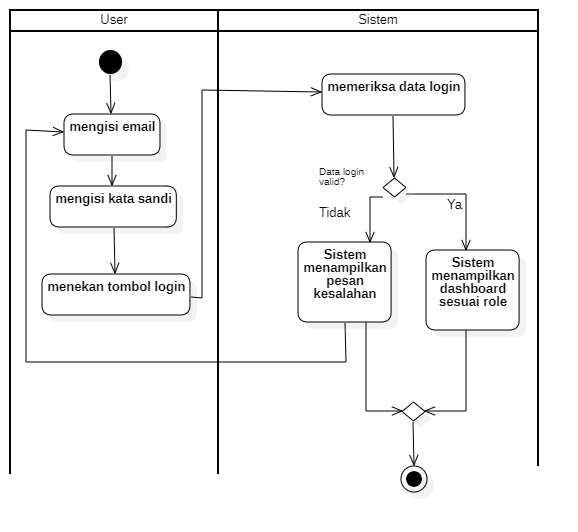 User
Sistem
mengisi email
mengisi kata sandi
menekan tombol login
memeriksa data login
Data login
valid?
Tidak
Ya
Sistem
menampilkan
pesan
kesalahan
Sistem
menampilkan
dashboard
sesuai role